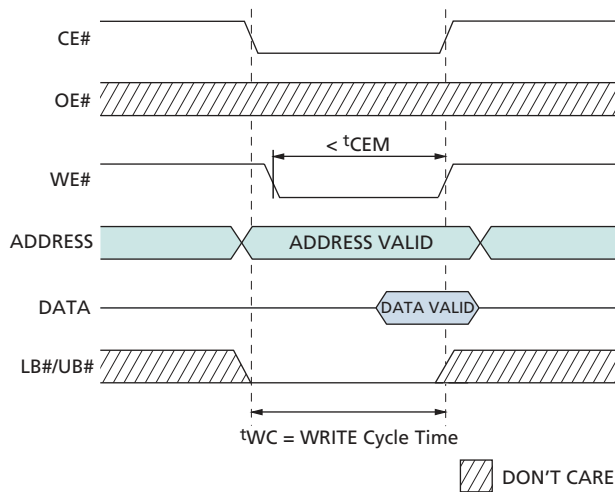 CE#
OE#
< tCEM
WE#
ADDRESS
ADDRESS VALID
DATA
DATA VALID
LB#/UB#
tWC = WRITE Cycle Time
DON'T CARE